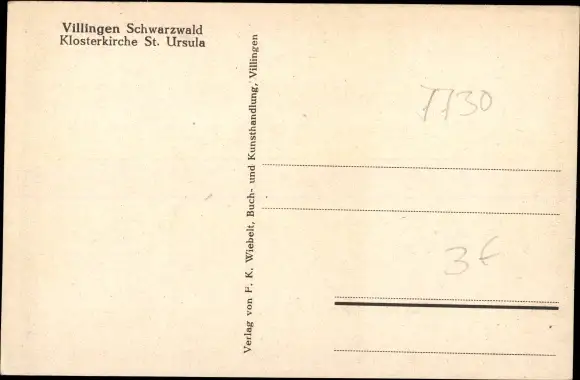 Villingen Schwarzwald
Klosterkirche St. Ursula
Verlag von F. K. Wiebelt, Buch- und Kunsthandlung, Villingen
7730
3€